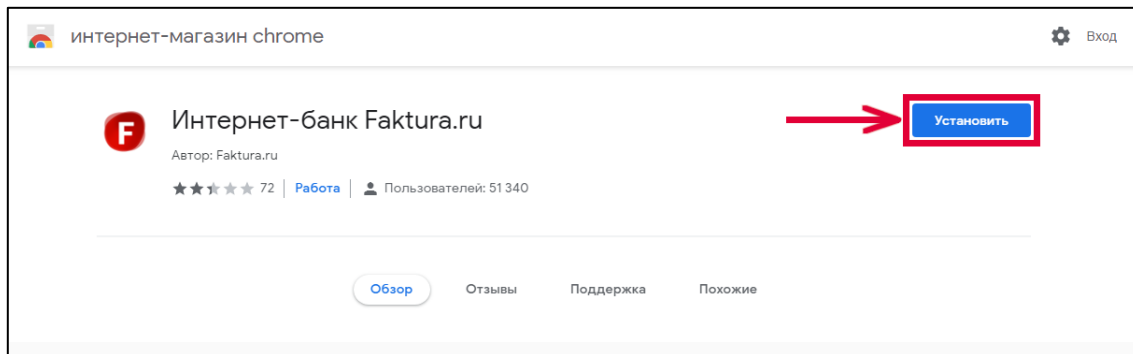 интернет-магазин chrome
Вход
F
Интернет-банк Faktura.ru
Установить
Автор: Faktura.ru
72 | Работа | Пользователей: 51 340
Обзор Отзывы Поддержка Похожие